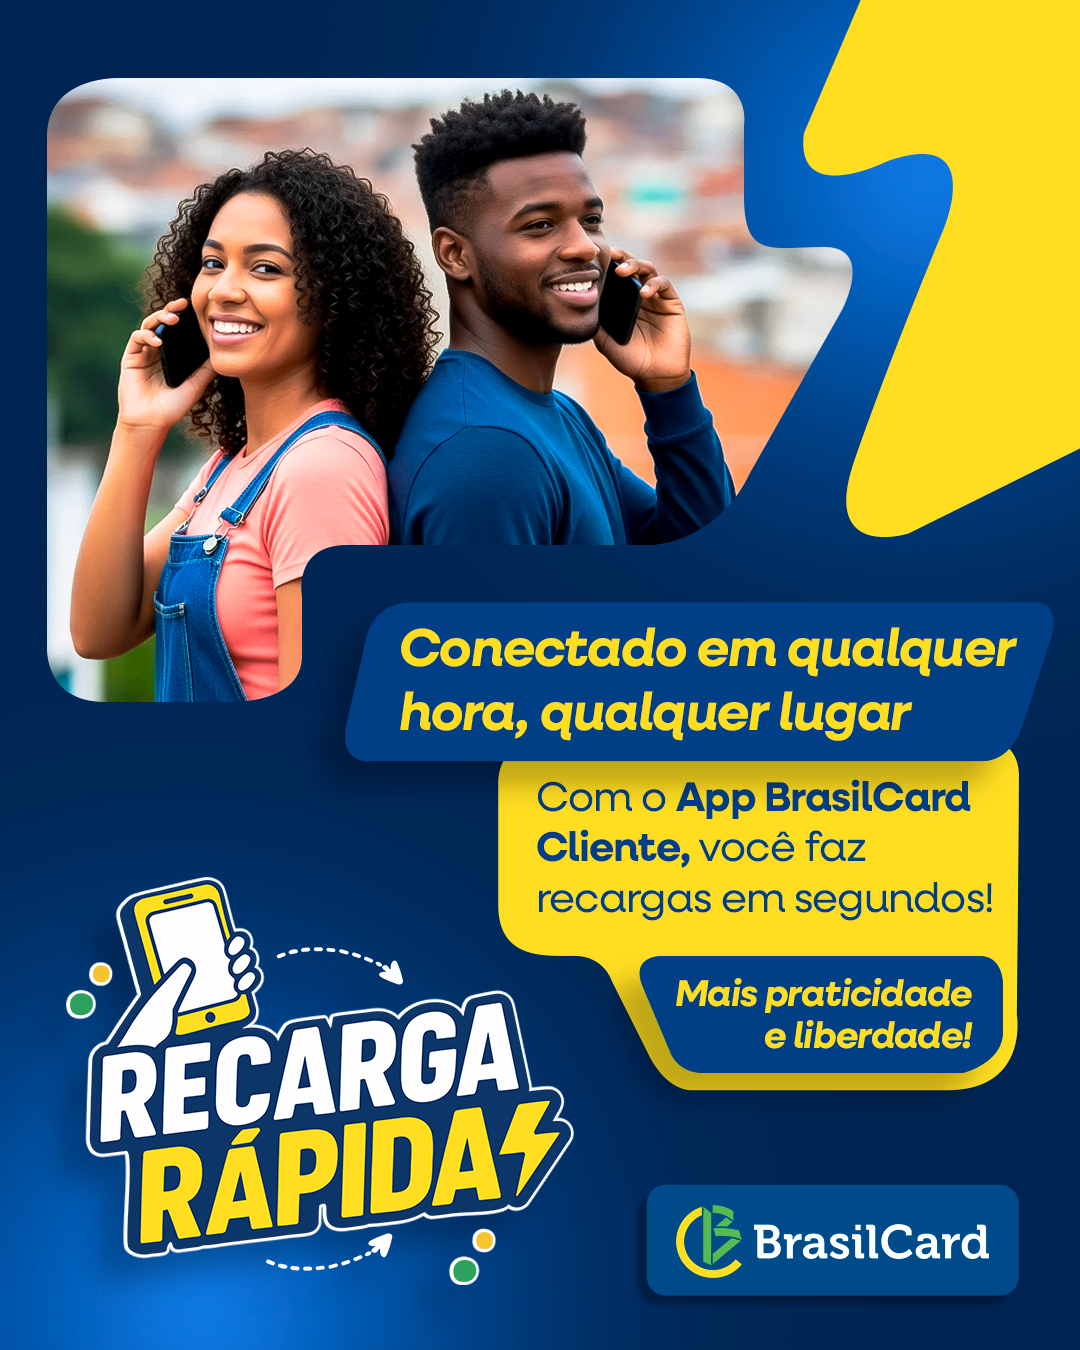 Conectado em qualquer
hora, qualquer lugar
Com o App BrasilCard
Cliente, você faz
recargas em segundos!
Mais praticidade
e liberdade!
RECARGA
RÁPIDA
BrasilCard